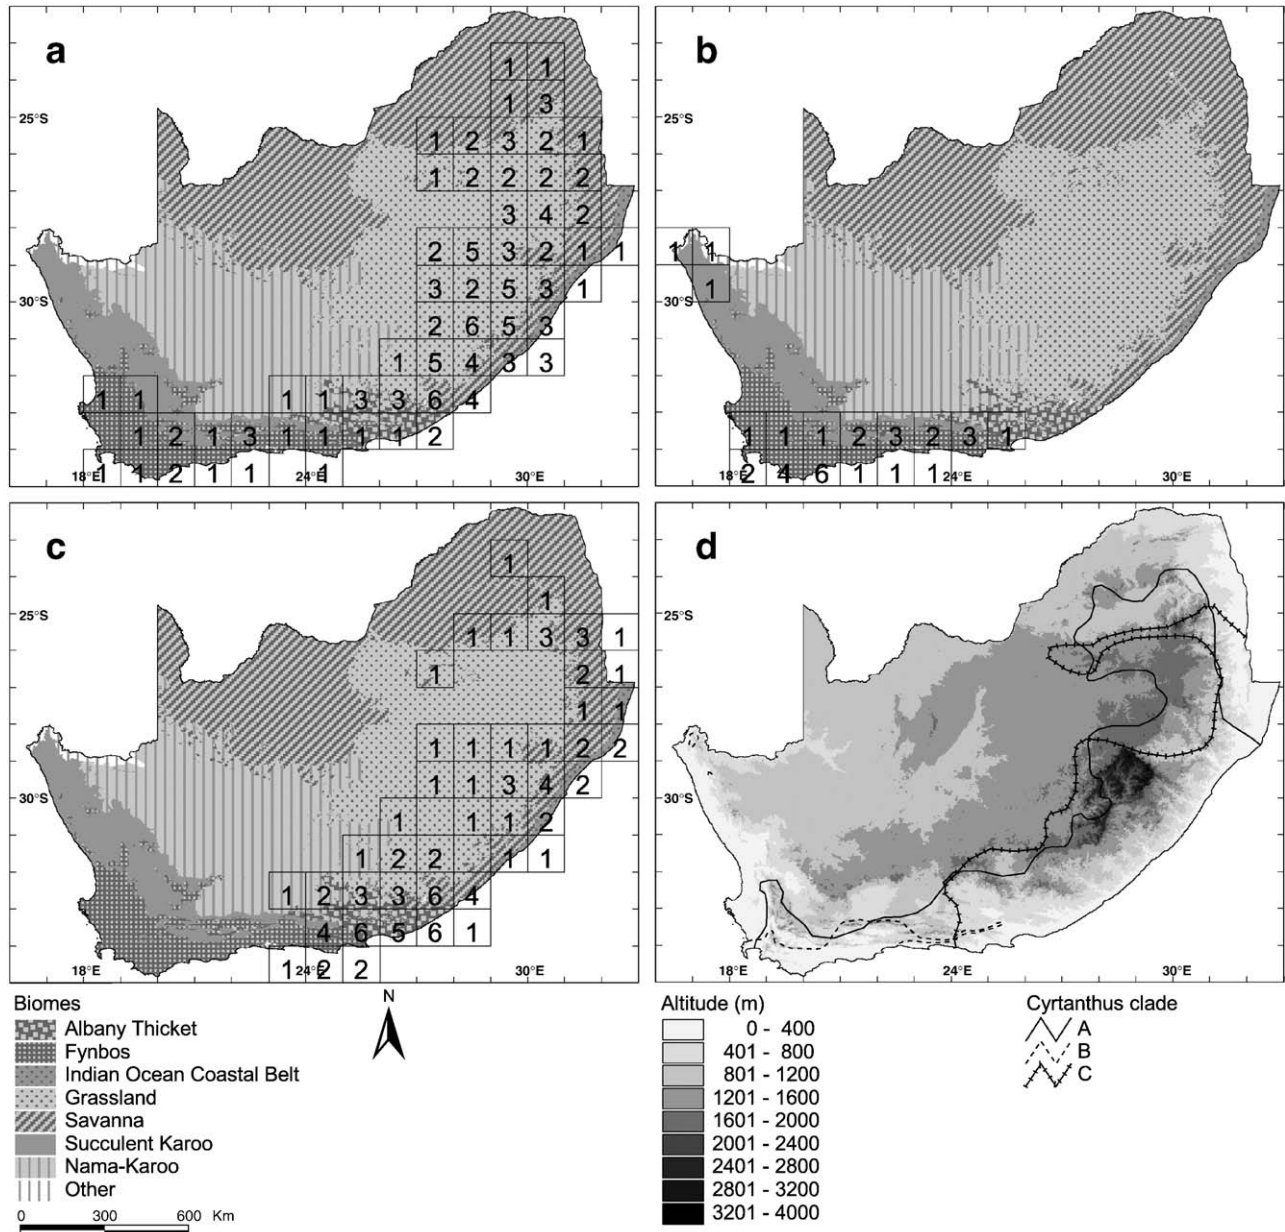 a
1 1
1 3
25°S
1 2 3 2 1
1 2 2 2 2
3 4 2
2 5 3 2 1 1
30°S
3 2 5 3 1
2 6 5 3
1 5 4 3 3
1 1 1 1 3 3 6 4
1 2 1 3 1 1 1 1 2
1 1 2 1 1 1
18°E 24°E 30°E
b
25°S
1 1
1
30°S
1 1 1 2 3 2 3 1
2 4 6 1 1 1
18°E 24°E 30°E
c
1
1
25°S
1 1 3 3 1
1 2 1
1 1
1 1 1 1 2 2
30°S
1 1 3 4 2
1 1 1 2
1 2 2 1 1
1 2 3 3 6 4
4 6 5 6 1
1 2 2
18°E 24°E 30°E
d
25°S
30°S
18°E 24°E 30°E
Biomes
Albany Thicket
Fynbos
Indian Ocean Coastal Belt
Grassland
Savanna
Succulent Karoo
Nama-Karoo
Other
0 300 600 Km
N
Altitude (m)
0 - 400
401 - 800
801 - 1200
1201 - 1600
1601 - 2000
2001 - 2400
2401 - 2800
2801 - 3200
3201 - 4000
Cyrtanthus clade
A
B
C